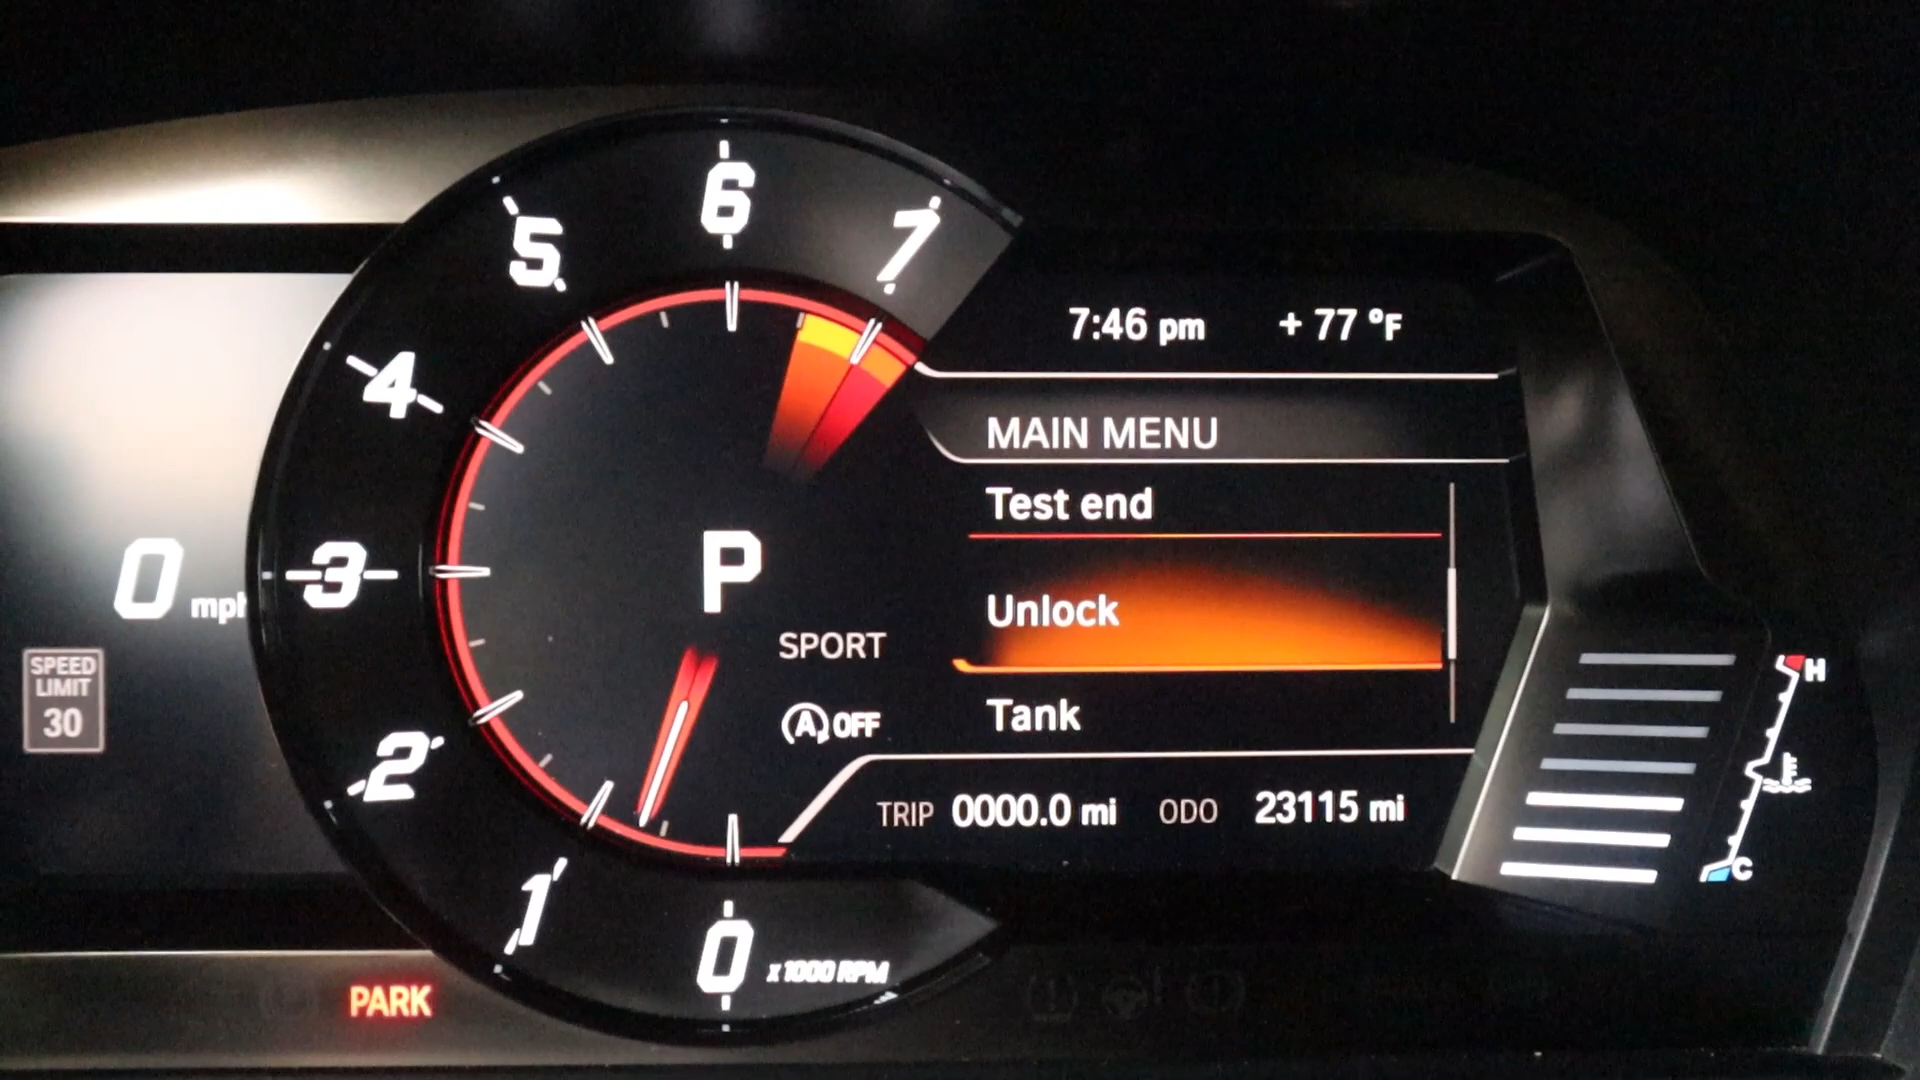 6
5
7
7:46 pm + 77 °F
4
MAIN MENU
Test end
0 mph
3
P
Unlock
SPORT
SPEED
LIMIT
30
H
A OFF
Tank
2
TRIP 0000.0 mi ODO 23115 mi
C
1
0 x1000 RPM
PARK